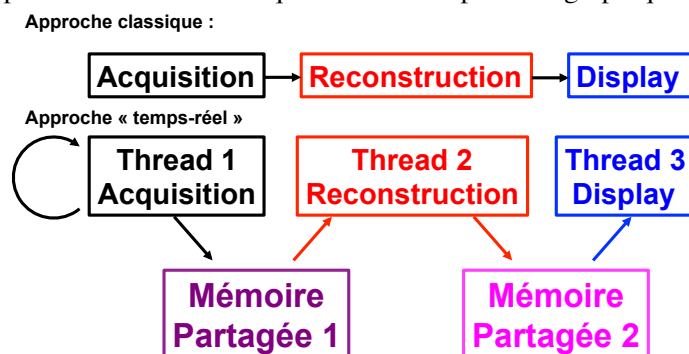 Approche classique :
Acquisition
Reconstruction
Display
Approche « temps-réel »
Thread 1
Acquisition
Thread 2
Reconstruction
Thread 3
Display
Mémoire
Partagée 1
Mémoire
Partagée 2